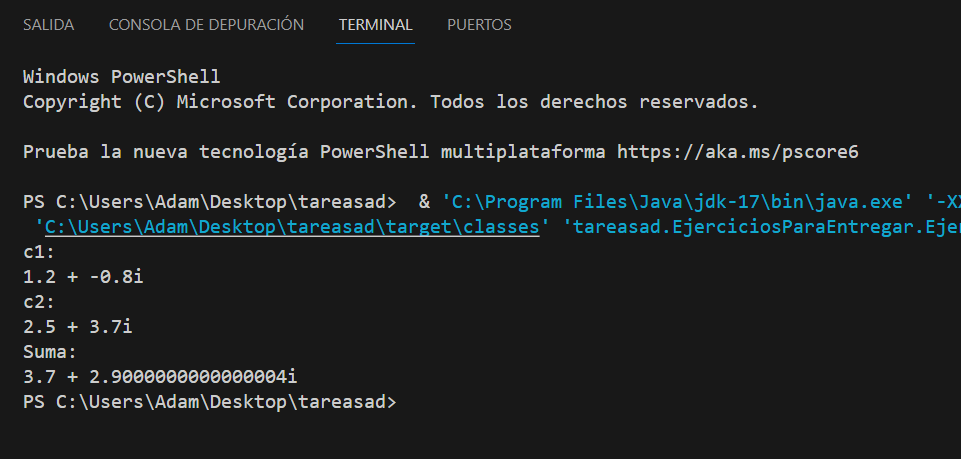 SALIDA CONSOLA DE DEPURACIÓN TERMINAL PUERTOS
Windows PowerShell
Copyright (C) Microsoft Corporation. Todos los derechos reservados.
Prueba la nueva tecnología PowerShell multiplataforma https://aka.ms/pscore6
PS C:\Users\Adam\Desktop\tareasad>  & 'C:\Program Files\Java\jdk-17\bin\java.exe' '-XX
'C:\Users\Adam\Desktop\tareasad\target\classes' 'tareasad.EjerciciosParaEntregar.Ejer
c1:
1.2 + -0.8i
c2:
2.5 + 3.7i
Suma:
3.7 + 2.9000000000000004i
PS C:\Users\Adam\Desktop\tareasad>